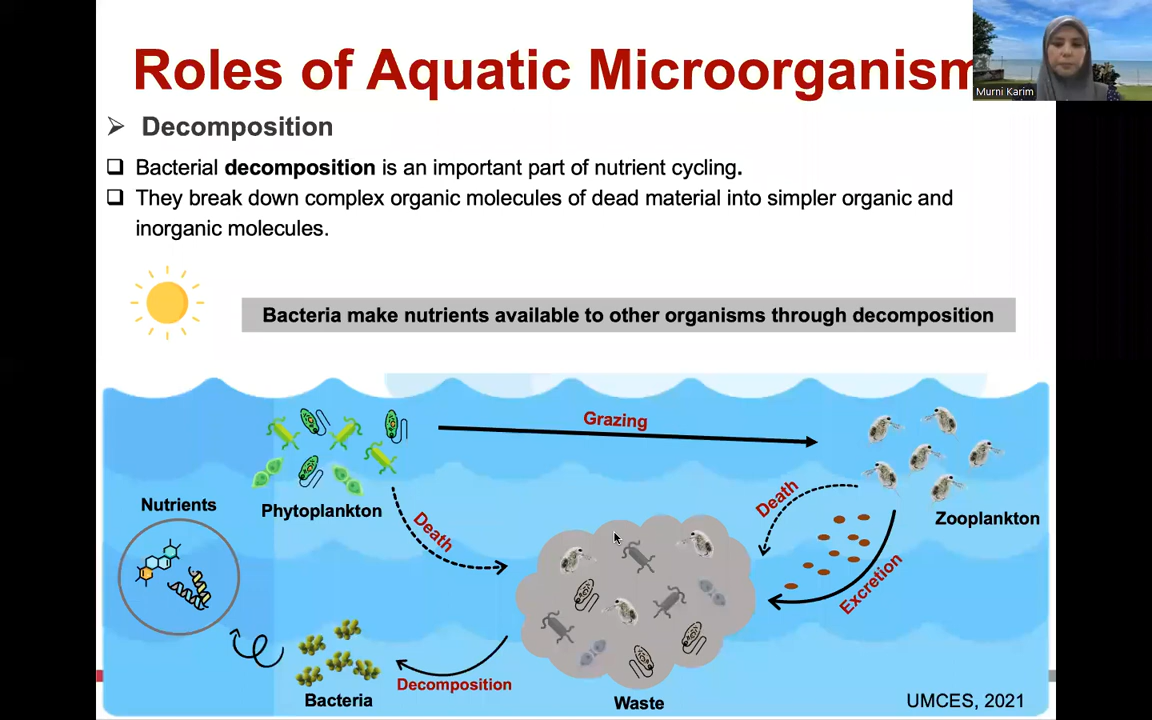 Roles of Aquatic Microorganism
Murni Karim
Decomposition
Bacterial decomposition is an important part of nutrient cycling.
They break down complex organic molecules of dead material into simpler organic and
inorganic molecules.
Bacteria make nutrients available to other organisms through decomposition
Grazing
Nutrients
Phytoplankton
Death
Death
Zooplankton
Excretion
Decomposition
Bacteria
Waste
UMCES, 2021